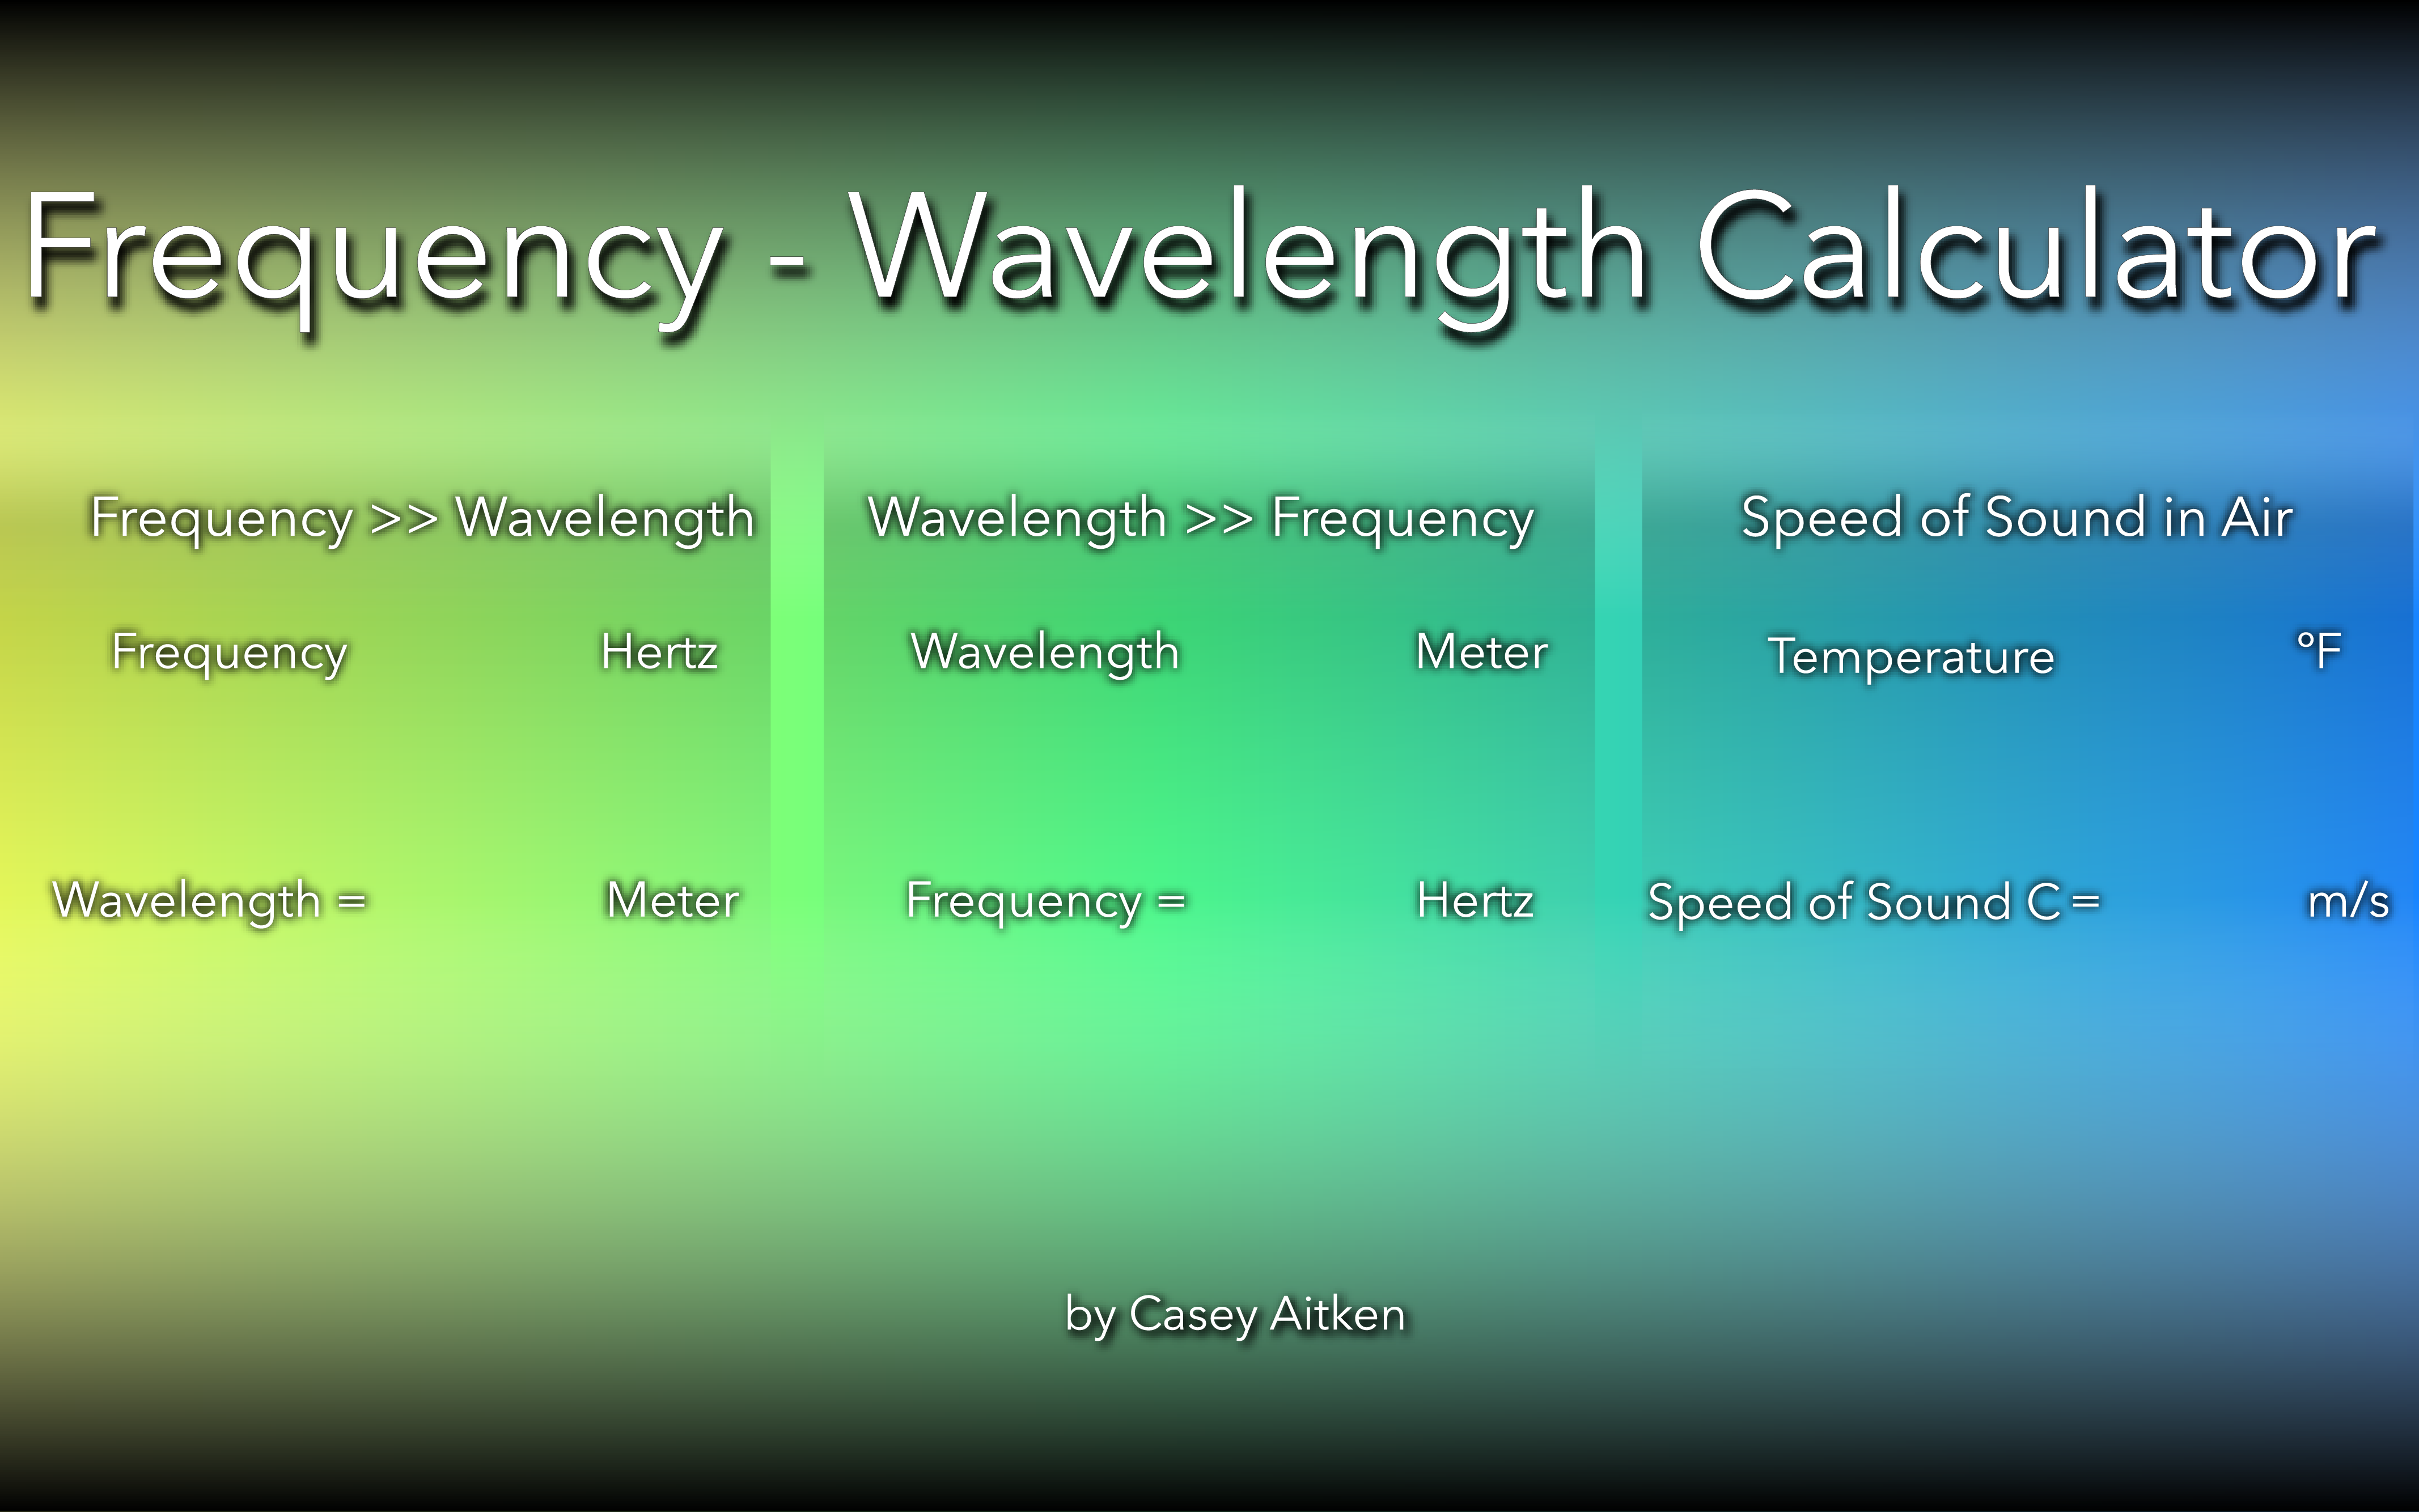 Frequency - Wavelength Calculator
Frequency >> Wavelength
Frequency Hertz
Wavelength = Meter
Wavelength >> Frequency
Wavelength Meter
Frequency = Hertz
Speed of Sound in Air
Temperature °F
Speed of Sound C = m/s
by Casey Aitken